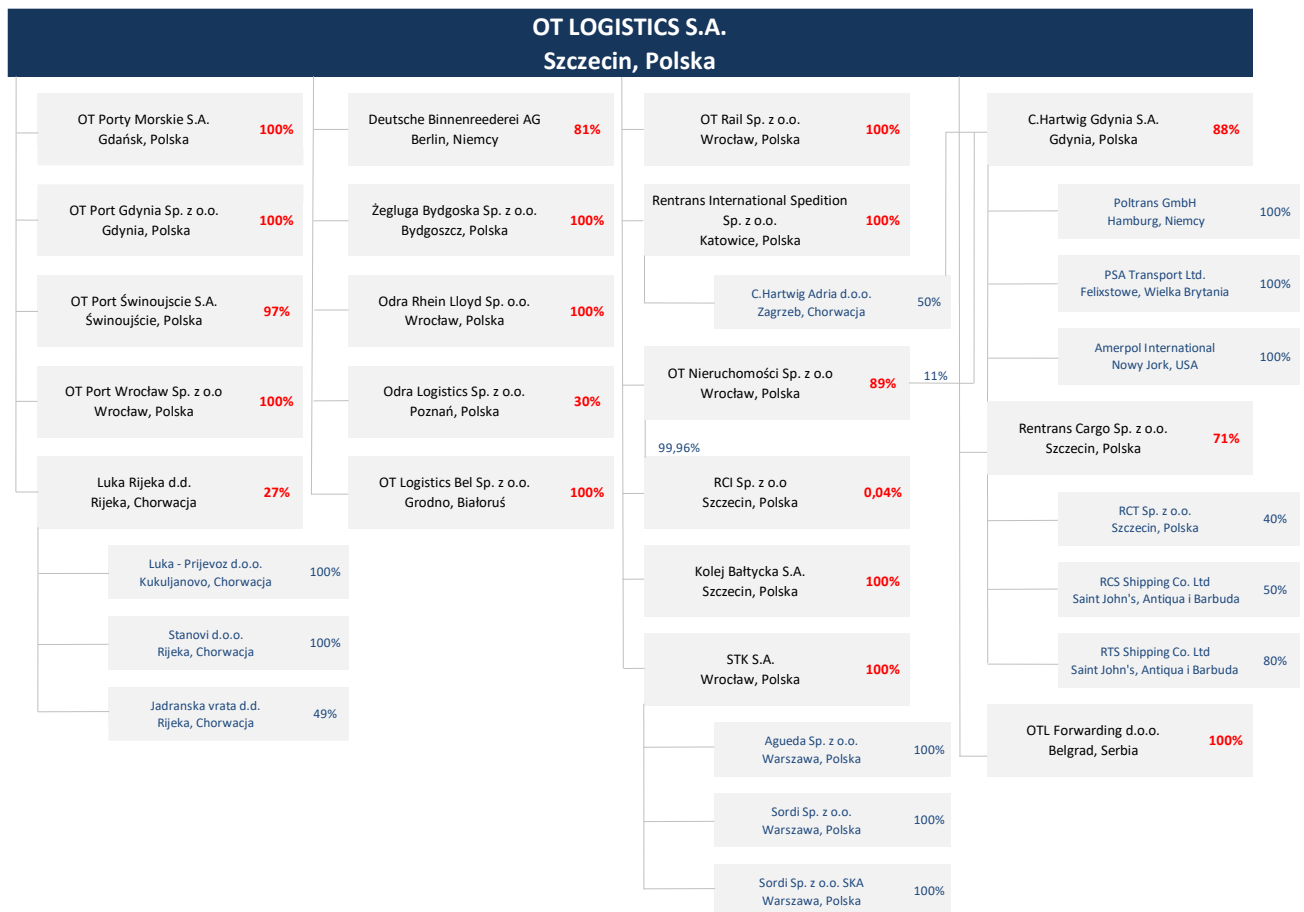 OT LOGISTICS S.A.
Szczecin, Polska
OT Porty Morskie S.A.
Gdańsk, Polska
100%
OT Port Gdynia Sp. z o.o.
Gdynia, Polska
100%
OT Port Świnoujscie S.A.
Świnoujście, Polska
97%
OT Port Wrocław Sp. z o.o
Wrocław, Polska
100%
Luka Rijeka d.d.
Rijeka, Chorwacja
27%
Luka - Prijevoz d.o.o.
Kukuljanovo, Chorwacja
100%
Stanovi d.o.o.
Rijeka, Chorwacja
100%
Jadranska vrata d.d.
Rijeka, Chorwacja
49%
Deutsche Binnenreederei AG
Berlin, Niemcy
81%
Żegluga Bydgoska Sp. z o.o.
Bydgoszcz, Polska
100%
Odra Rhein Lloyd Sp. o.o.
Wrocław, Polska
100%
Odra Logistics Sp. z o.o.
Poznań, Polska
30%
OT Logistics Bel Sp. z o.o.
Grodno, Białoruś
100%
OT Rail Sp. z o.o.
Wrocław, Polska
100%
Rentrans International Spedition
Sp. z o.o.
Katowice, Polska
100%
C.Hartwig Adria d.o.o.
Zagrzeb, Chorwacja
50%
OT Nieruchomości Sp. z o.o
Wrocław, Polska
89%
11%
99,96%
RCI Sp. z o.o
Szczecin, Polska
0,04%
Kolej Bałtycka S.A.
Szczecin, Polska
100%
STK S.A.
Wrocław, Polska
100%
Agueda Sp. z o.o.
Warszawa, Polska
100%
Sordi Sp. z o.o.
Warszawa, Polska
100%
Sordi Sp. z o.o. SKA
Warszawa, Polska
100%
C.Hartwig Gdynia S.A.
Gdynia, Polska
88%
Poltrans GmbH
Hamburg, Niemcy
100%
PSA Transport Ltd.
Felixstowe, Wielka Brytania
100%
Amerpol International
Nowy Jork, USA
100%
Rentrans Cargo Sp. z o.o.
Szczecin, Polska
71%
RCT Sp. z o.o.
Szczecin, Polska
40%
RCS Shipping Co. Ltd
Saint John's, Antiqua i Barbuda
50%
RTS Shipping Co. Ltd
Saint John's, Antiqua i Barbuda
80%
OTL Forwarding d.o.o.
Belgrad, Serbia
100%